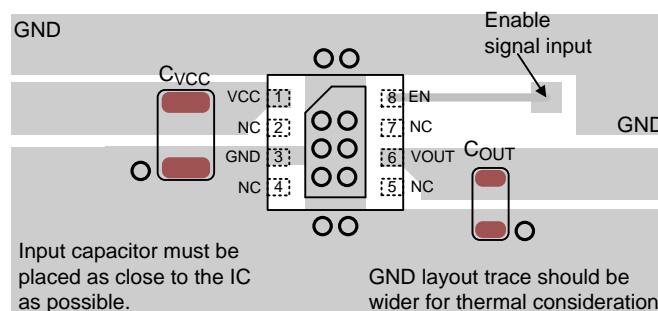 GND
Enable
signal input
CVCC
VCC 1
8 EN
NC 2
7 NC
GND
GND 3
6 VOUT
COUT
NC 4
5 NC
Input capacitor must be
placed as close to the IC
as possible.
GND layout trace should be
wider for thermal consideration